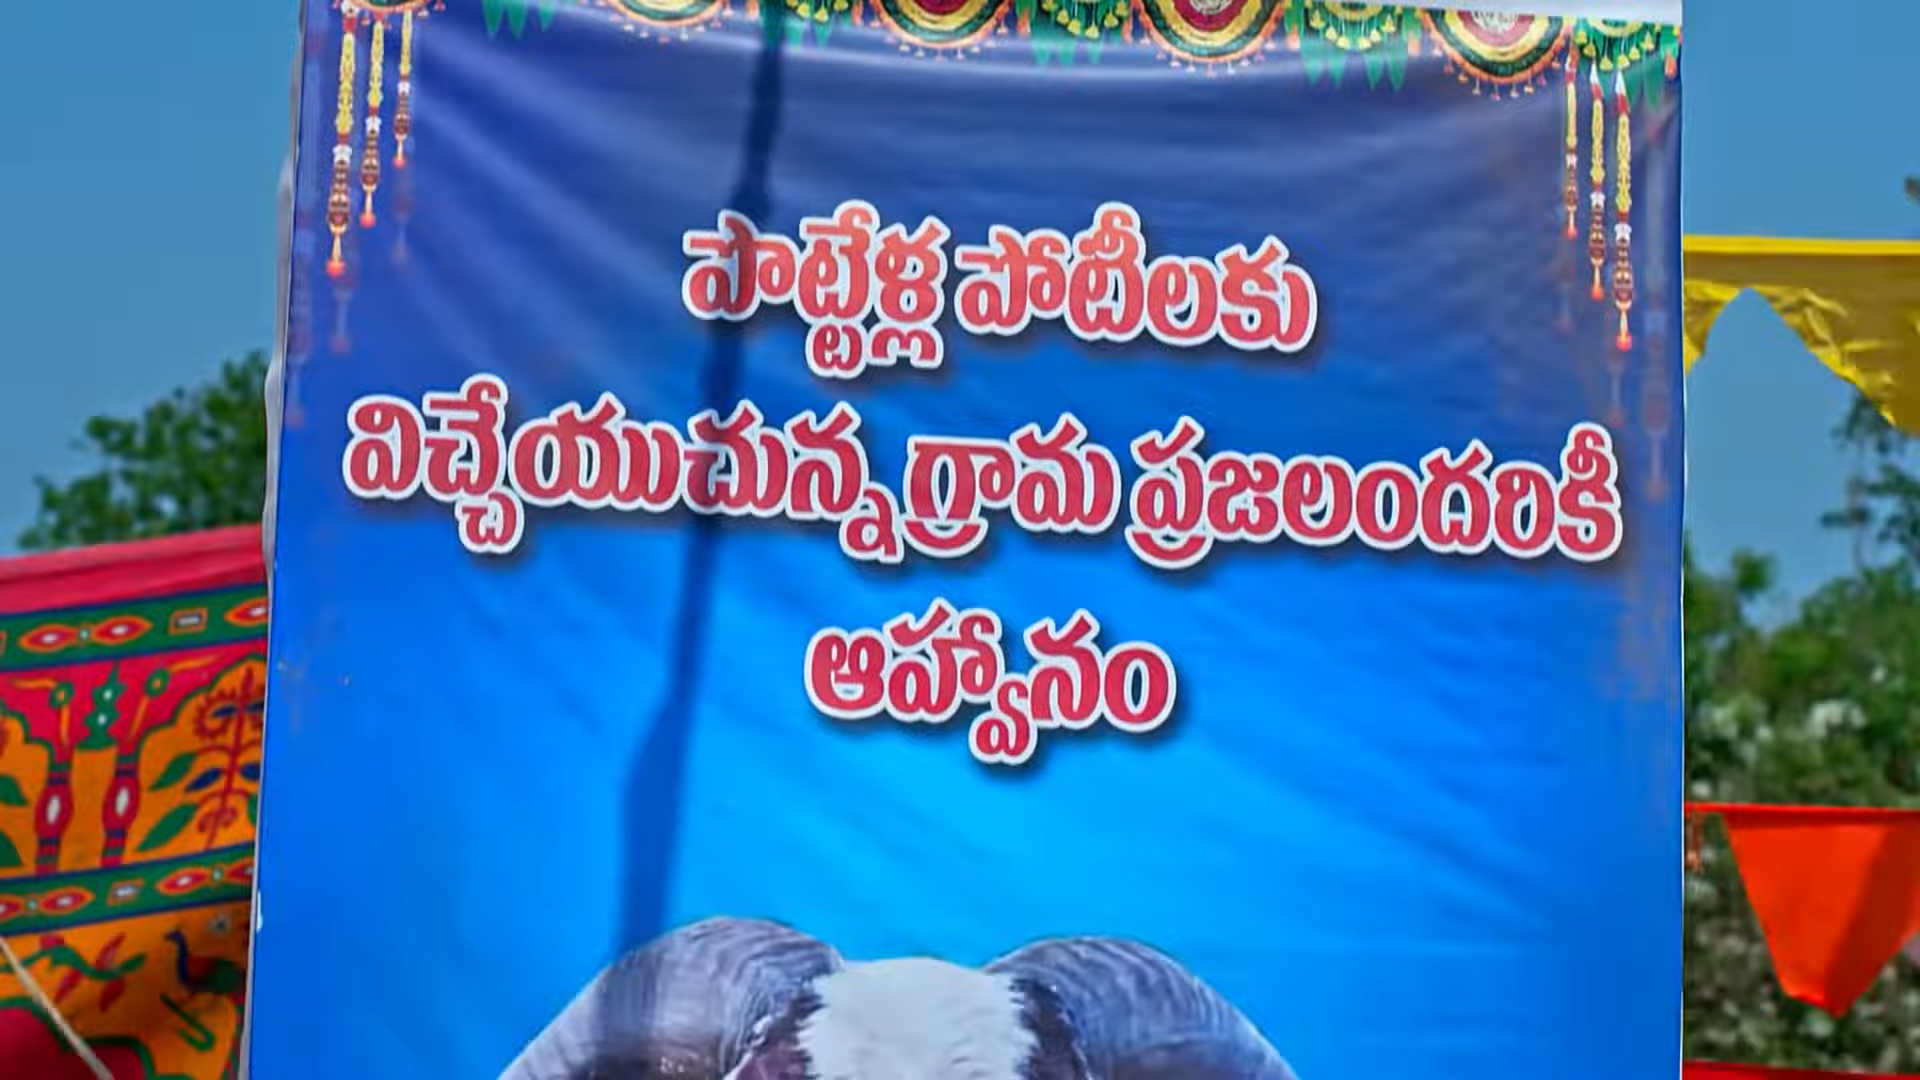 పొట్టేళ్ల పోటీలకు
విచ్చేయుచున్న గ్రామ ప్రజలందరికీ
ఆహ్వానం